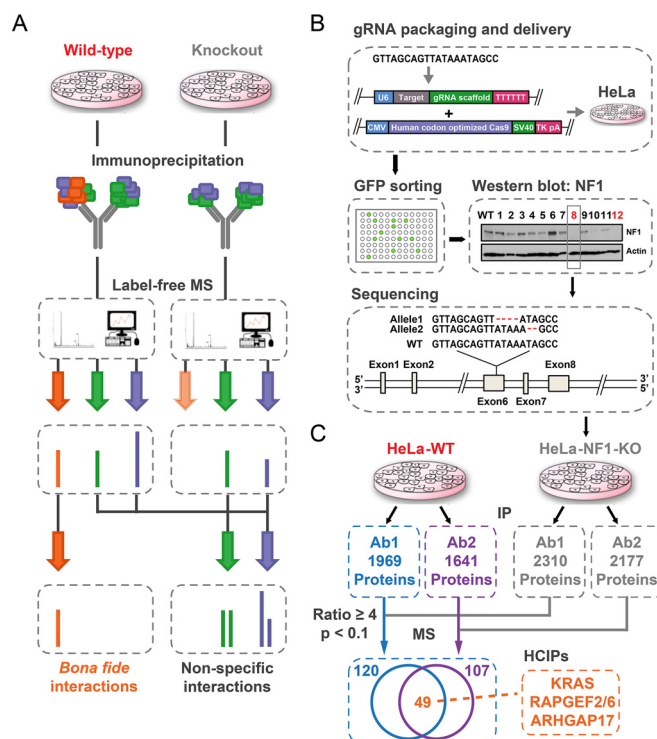 A
Wild-type
Knockout
Immunoprecipitation
Label-free MS
Bona fide
interactions
Non-specific
interactions
B
gRNA packaging and delivery
GTTAGCAGTTATAAATAGCC
U6 Target gRNA scaffold TTTTTT
+
HeLa
CMV Human codon optimized Cas9 SV40 TK pA
GFP sorting
Western blot: NF1
WT 1 2 3 4 5 6 7 8 9 10 11 12
NF1
Actin
Sequencing
Allele1 GTTAGCAGTT----ATAGCC
Allele2 GTTAGCAGTTATAAA--GCC
WT GTTAGCAGTTATAAATAGCC
Exon1 Exon2 Exon8
5' 3'
3' 5'
Exon6 Exon7
C
HeLa-WT
HeLa-NF1-KO
IP
Ab1
1969
Proteins
Ab2
1641
Proteins
Ab1
2310
Proteins
Ab2
2177
Proteins
Ratio ≥ 4
p < 0.1
MS
120
107
49
HCIPs
KRAS
RAPGEF2/6
ARHGAP17